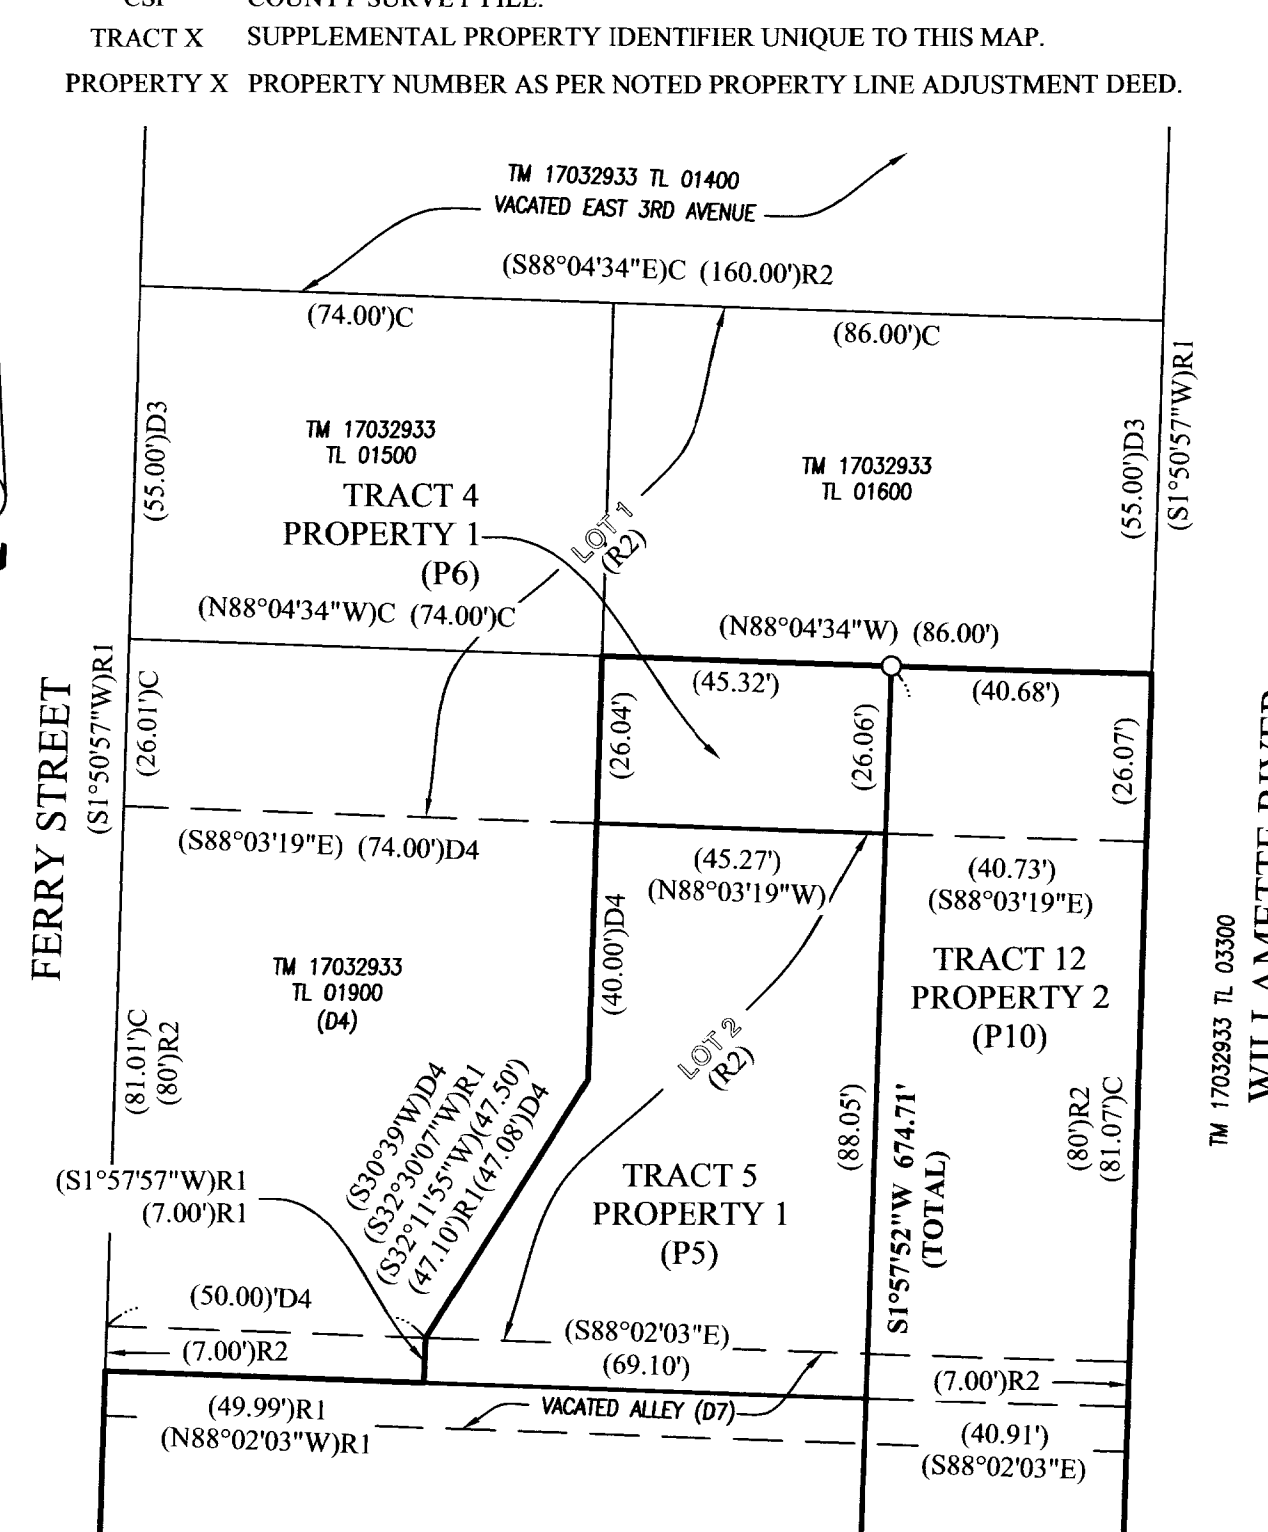 TRACT X SUPPLEMENTAL PROPERTY IDENTIFIER UNIQUE TO THIS MAP.
PROPERTY X PROPERTY NUMBER AS PER NOTED PROPERTY LINE ADJUSTMENT DEED.
TM 17032933 TL 01400
VACATED EAST 3RD AVENUE
(S88°04'34"E)C (160.00')R2
(74.00')C
(86.00')C
(55.00')D3
(55.00')D3
(S1°50'57"W)R1
TM 17032933
TL 01500
TM 17032933
TL 01600
TRACT 4
PROPERTY 1
(P6)
LOT 1
(R2)
(N88°04'34"W)C (74.00')C
(N88°04'34"W) (86.00')
(45.32')
(40.68')
FERRY STREET
(S1°50'57"W)R1
(26.01')C
(26.04')
(26.06')
(26.07')
(S88°03'19"E) (74.00')D4
(45.27')
(N88°03'19"W)
(40.73')
(S88°03'19"E)
TM 17032933
TL 01900
(D4)
(40.00')D4
TRACT 12
PROPERTY 2
(P10)
TM 17032933 TL 03300
WILLAMETTE RIVER
LOT 2
(R2)
(81.01')C
(80')R2
(S30°39'W)D4
(S32°30'07"W)R1
(S32°11'55"W)(47.50')
(47.10')R1(47.08')D4
(88.05')
S1°57'52"W 674.71'
(TOTAL)
(80')R2
(81.07')C
(S1°57'57"W)R1
(7.00')R1
TRACT 5
PROPERTY 1
(P5)
(50.00)'D4
(7.00')R2
(S88°02'03"E)
(69.10')
(7.00')R2
(49.99')R1
(N88°02'03"W)R1
VACATED ALLEY (D7)
(40.91')
(S88°02'03"E)